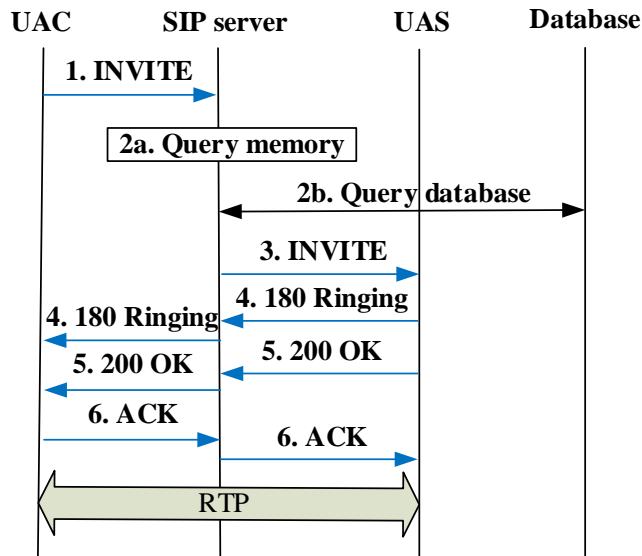 UAC SIP server UAS Database
1. INVITE
2a. Query memory
2b. Query database
3. INVITE
4. 180 Ringing
4. 180 Ringing
5. 200 OK
5. 200 OK
6. ACK
6. ACK
RTP